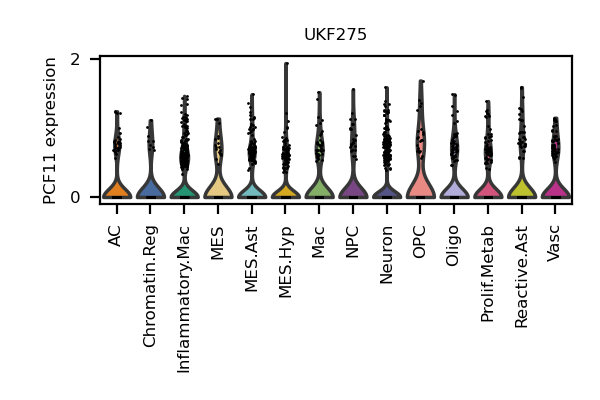 UKF275
PCF11 expression
2
0
AC
Chromatin.Reg
Inflammatory.Mac
MES
MES.Ast
MES.Hyp
Mac
NPC
Neuron
OPC
Oligo
Prolif.Metab
Reactive.Ast
Vasc